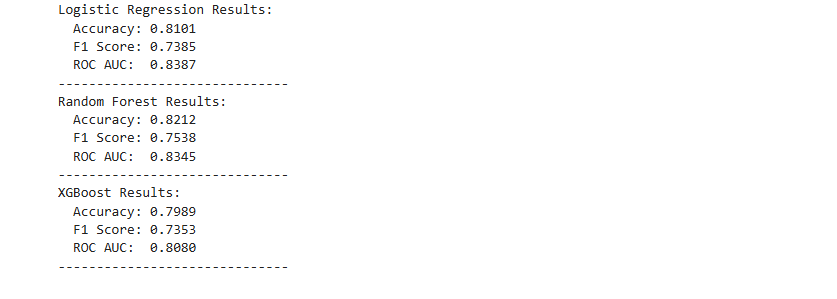 Logistic Regression Results:
  Accuracy: 0.8101
  F1 Score: 0.7385
  ROC AUC:  0.8387
------------------------------
Random Forest Results:
  Accuracy: 0.8212
  F1 Score: 0.7538
  ROC AUC:  0.8345
------------------------------
XGBoost Results:
  Accuracy: 0.7989
  F1 Score: 0.7353
  ROC AUC:  0.8080
------------------------------